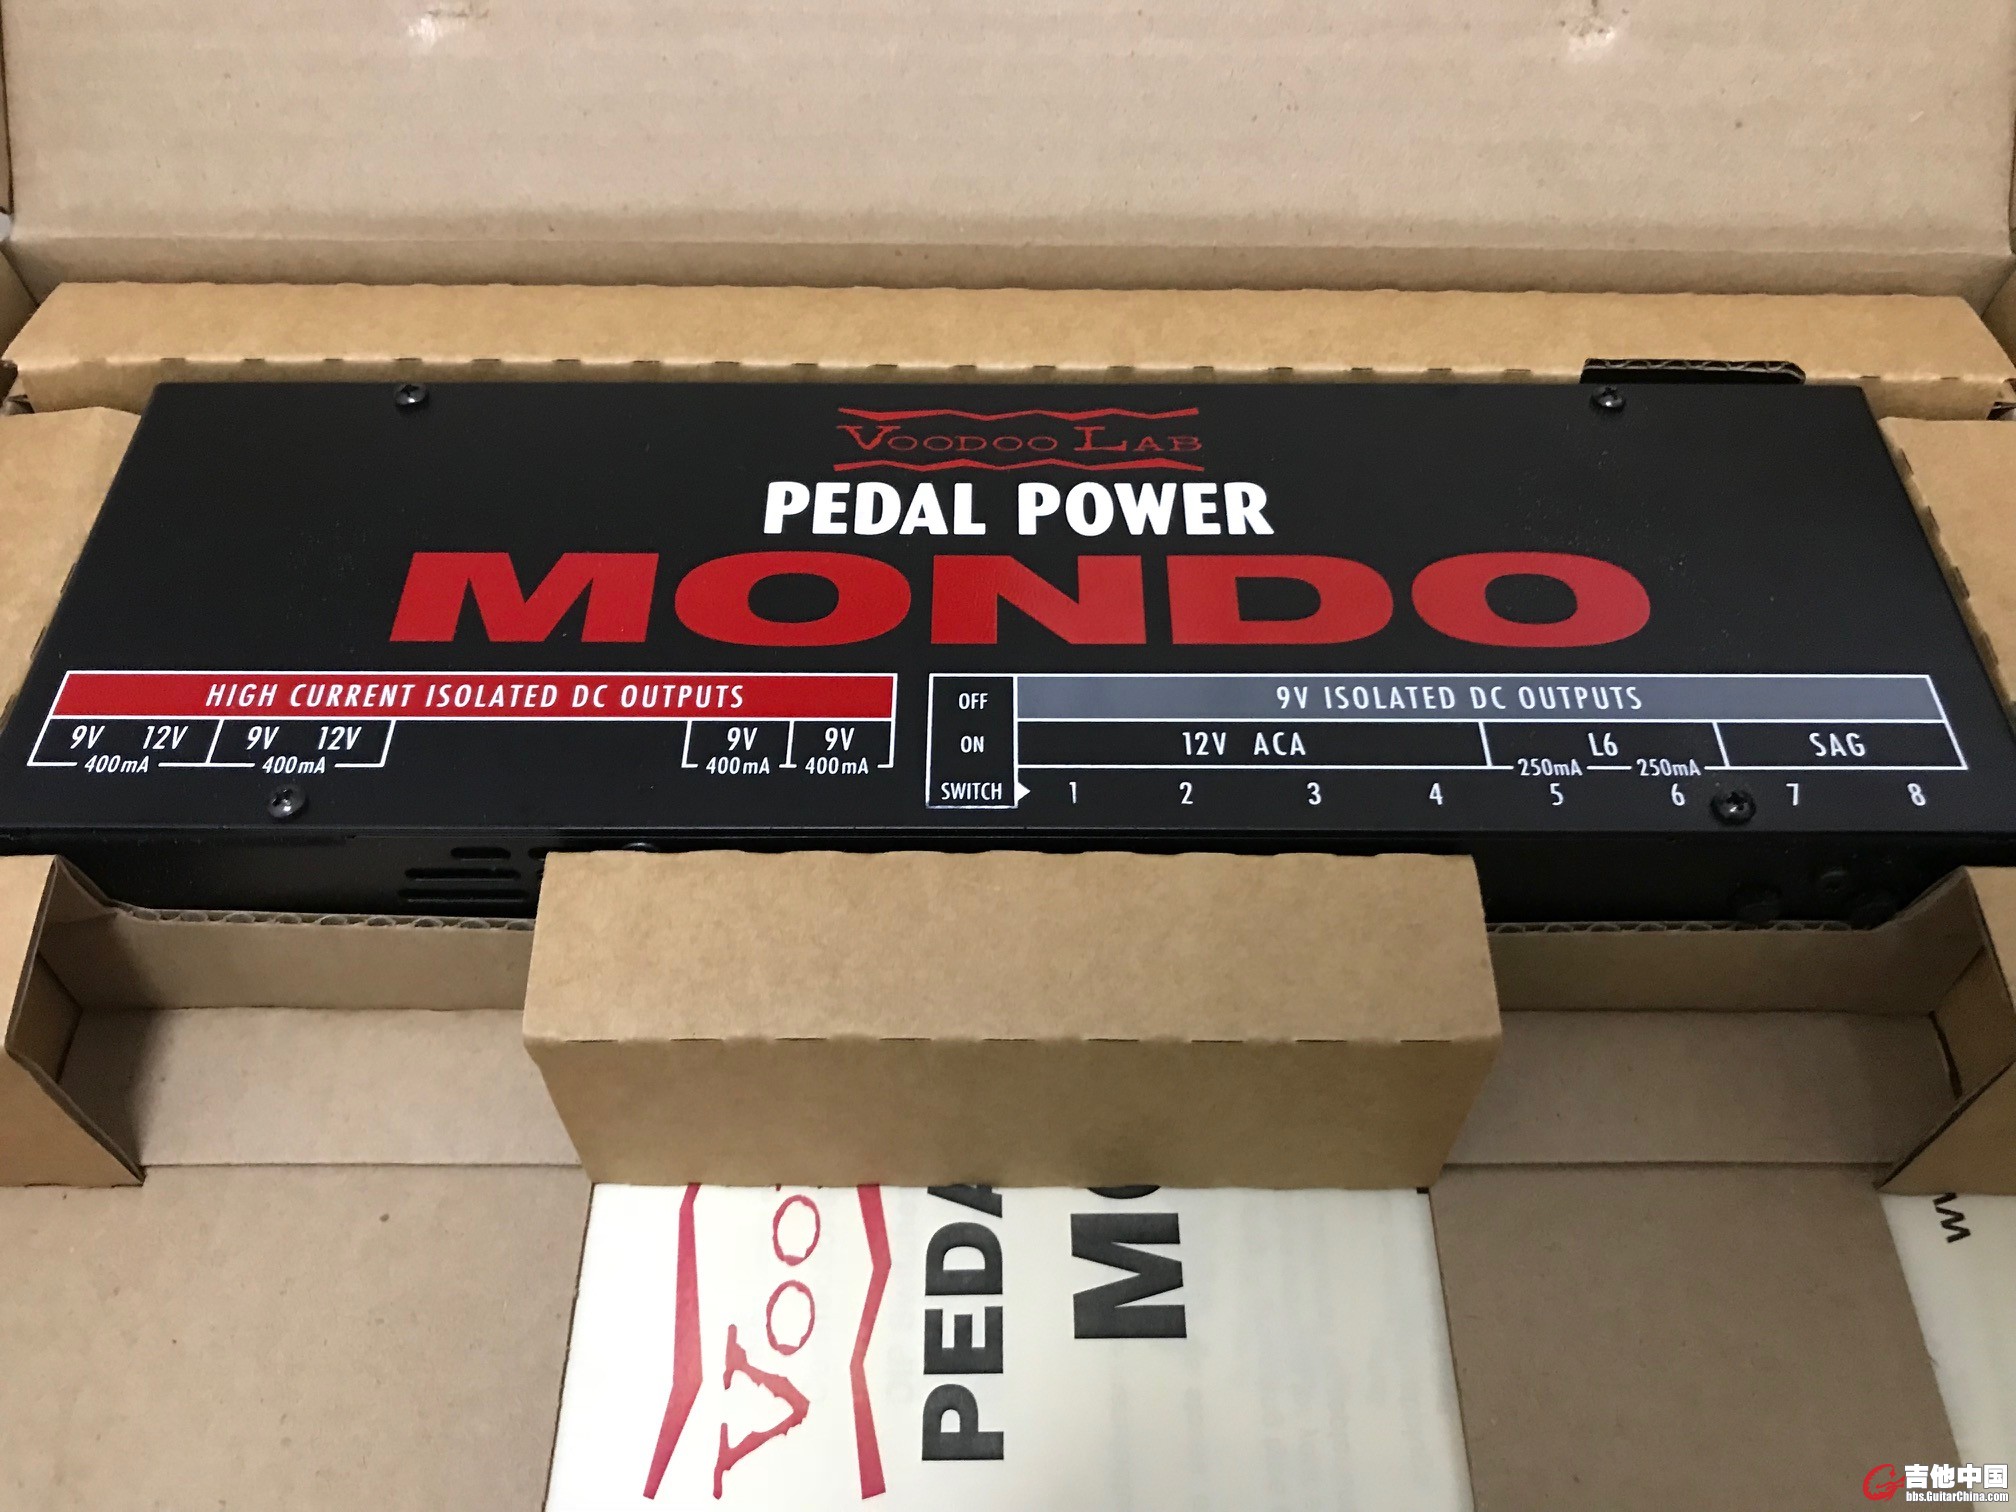 VOODOO LAB
PEDAL POWER
MONDO
HIGH CURRENT ISOLATED DC OUTPUTS
9V 12V 9V 12V 9V 9V
400mA 400mA 400mA 400mA
OFF 9V ISOLATED DC OUTPUTS
ON 12V ACA L6 SAG
250mA 250mA
SWITCH 1 2 3 4 5 6 7 8
VOO
PEDA
MO
吉他中国
bbs.GuitarChina.com